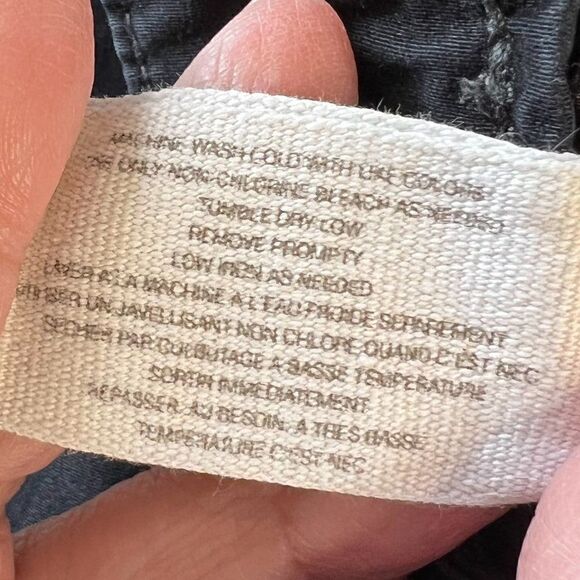 MACHINE WASH COLD WITH LIKE COLORS
USE ONLY NON-CHLORINE BLEACH AS NEEDED
TUMBLE DRY LOW
REMOVE PROMPTY
LOW IRON AS NEEDED
LAVER A LA MACHINE A L'EAU FROIDE SEPAREMENT
UTILISER UN JAVELLISANT NON CHLORE QUAND C'EST NEC
SECHER PAR CULBUTAGE A BASSE TEMPERATURE
SORTIR IMMEDIATEMENT
REPASSER, AU BESOIN, A TRES BASSE
TEMPERATURE C'EST NEC